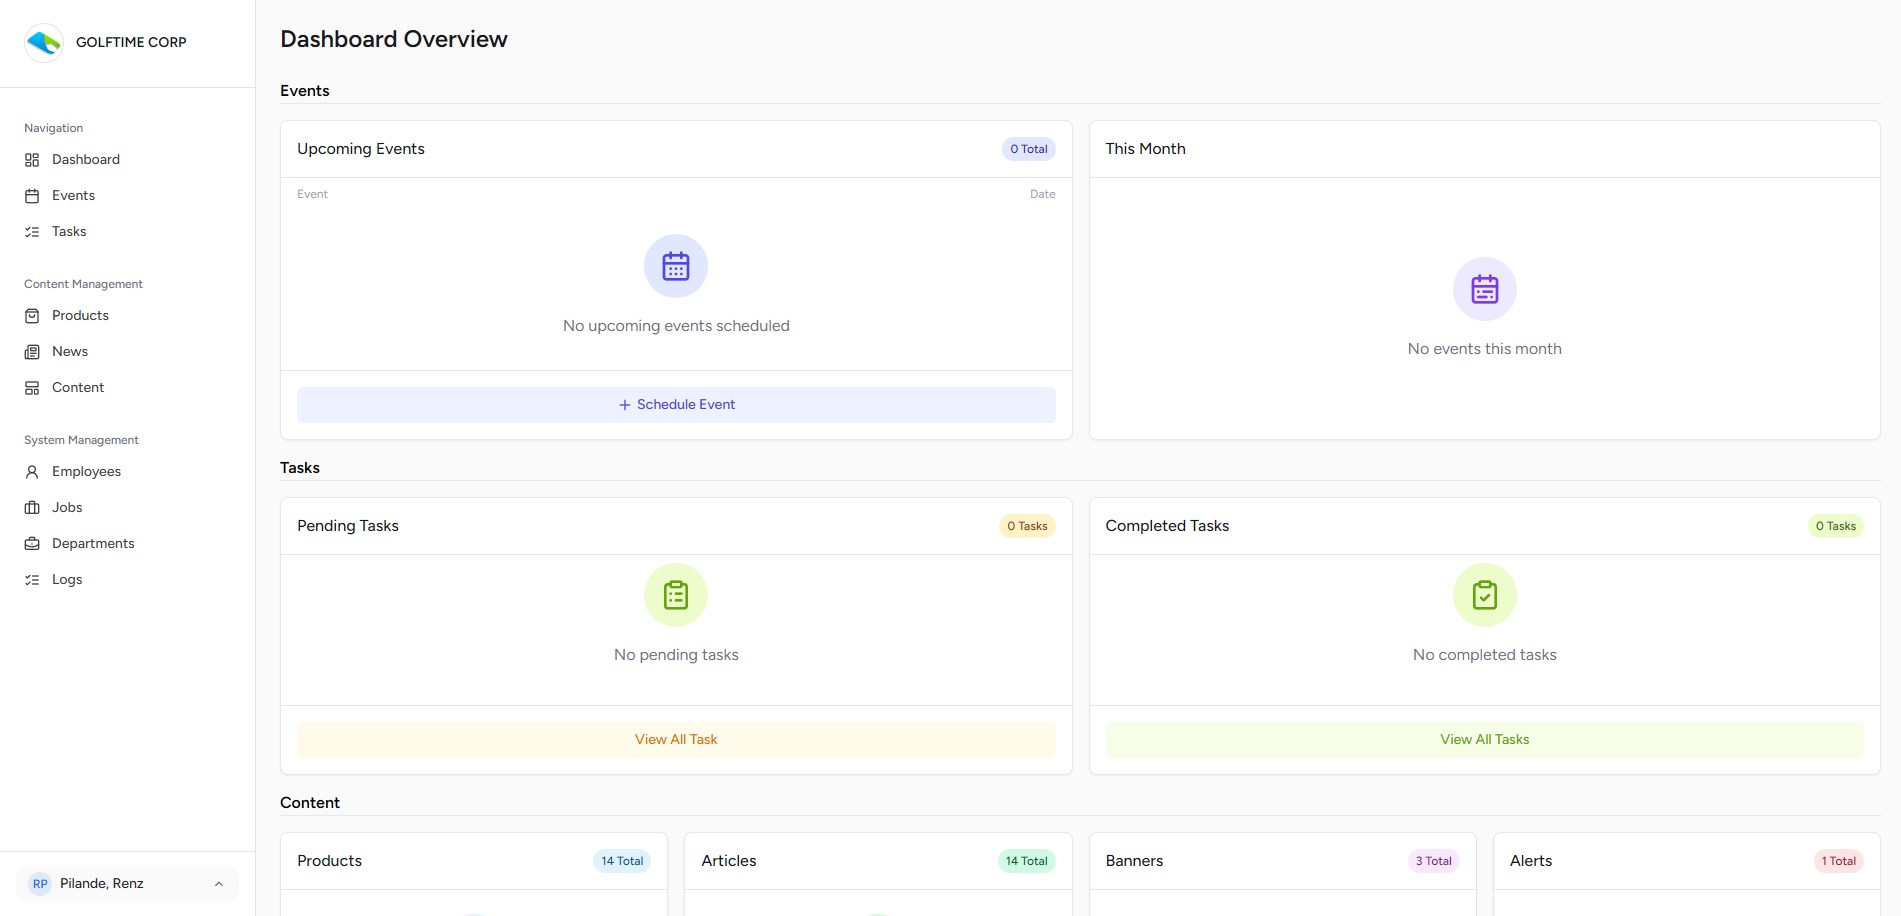 GOLFTIME CORP
Navigation
Dashboard
Events
Tasks
Content Management
Products
News
Content
System Management
Employees
Jobs
Departments
Logs
RP Pilande, Renz
Dashboard Overview
Events
Upcoming Events 0 Total
Event Date
No upcoming events scheduled
+ Schedule Event
This Month
No events this month
Tasks
Pending Tasks 0 Tasks
No pending tasks
View All Task
Completed Tasks 0 Tasks
No completed tasks
View All Tasks
Content
Products 14 Total
Articles 14 Total
Banners 3 Total
Alerts 1 Total